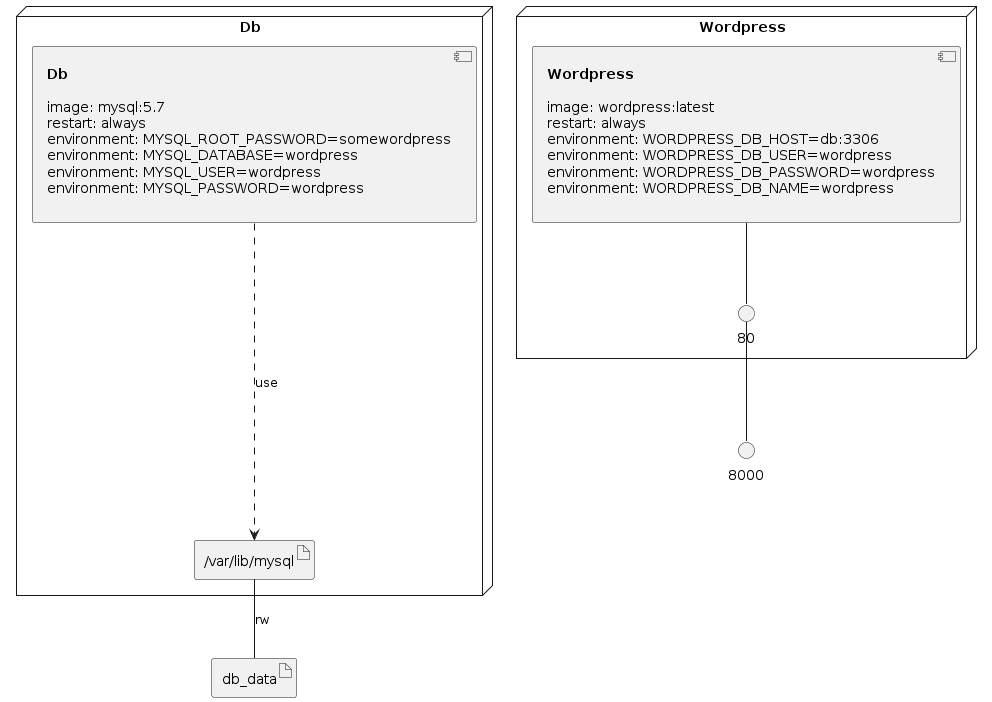 Db
Db
image: mysql:5.7
restart: always
environment: MYSQL_ROOT_PASSWORD=somewordpress
environment: MYSQL_DATABASE=wordpress
environment: MYSQL_USER=wordpress
environment: MYSQL_PASSWORD=wordpress
use
/var/lib/mysql
rw
db_data
Wordpress
Wordpress
image: wordpress:latest
restart: always
environment: WORDPRESS_DB_HOST=db:3306
environment: WORDPRESS_DB_USER=wordpress
environment: WORDPRESS_DB_PASSWORD=wordpress
environment: WORDPRESS_DB_NAME=wordpress
80
8000